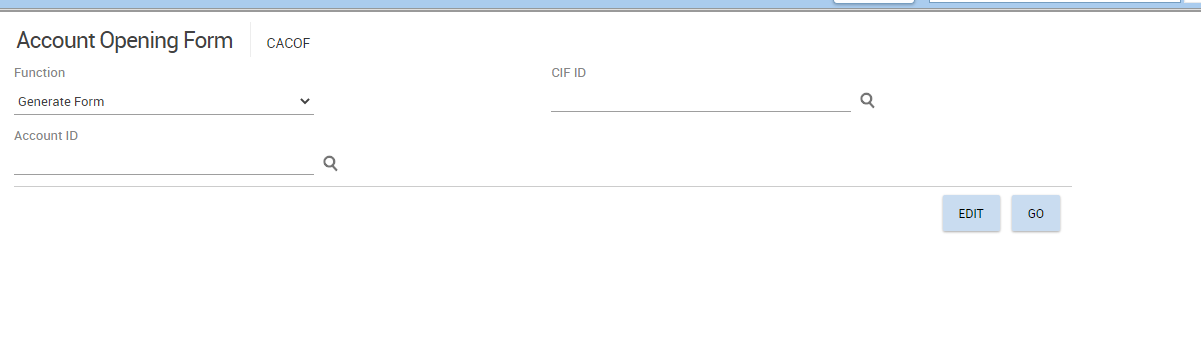 Account Opening Form CACOF
Function CIF ID
Generate Form
Account ID
EDIT GO